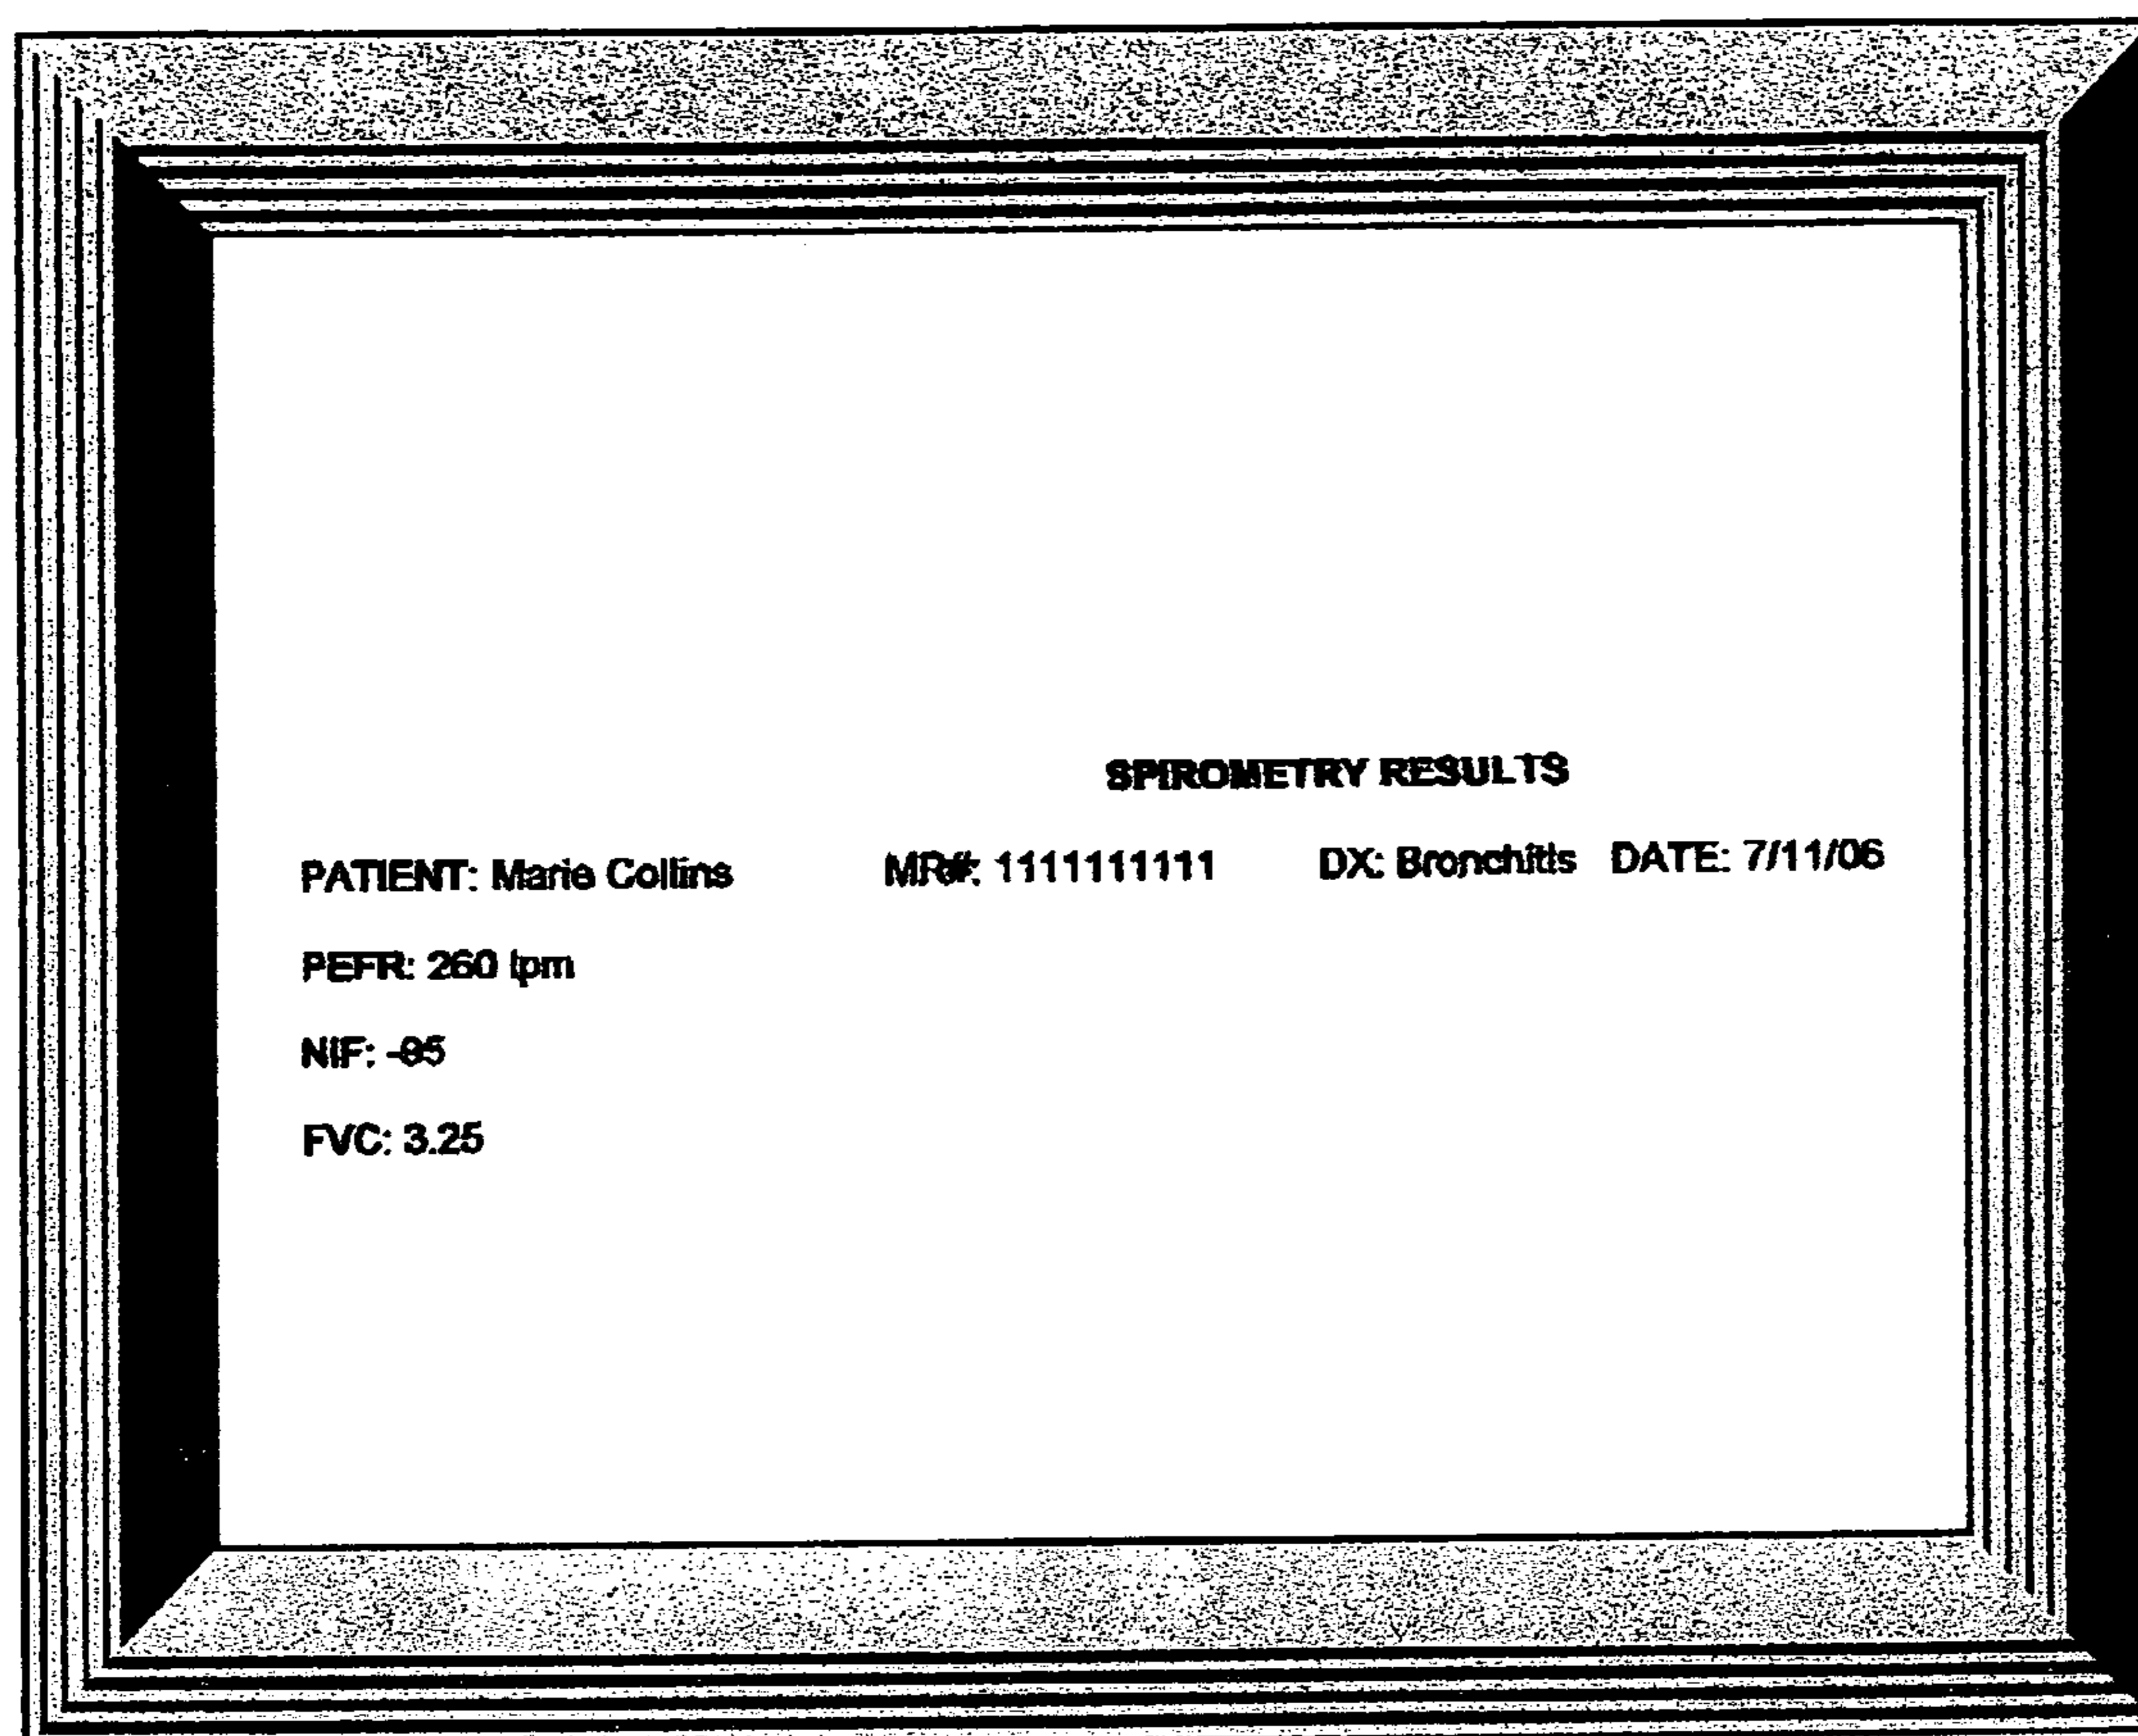 SPIROMETRY RESULTS
PATIENT: Marie Collins MR#: 1111111111 DX: Bronchitis DATE: 7/11/06
PEFR: 260 lpm
NIF: -95
FVC: 3.25